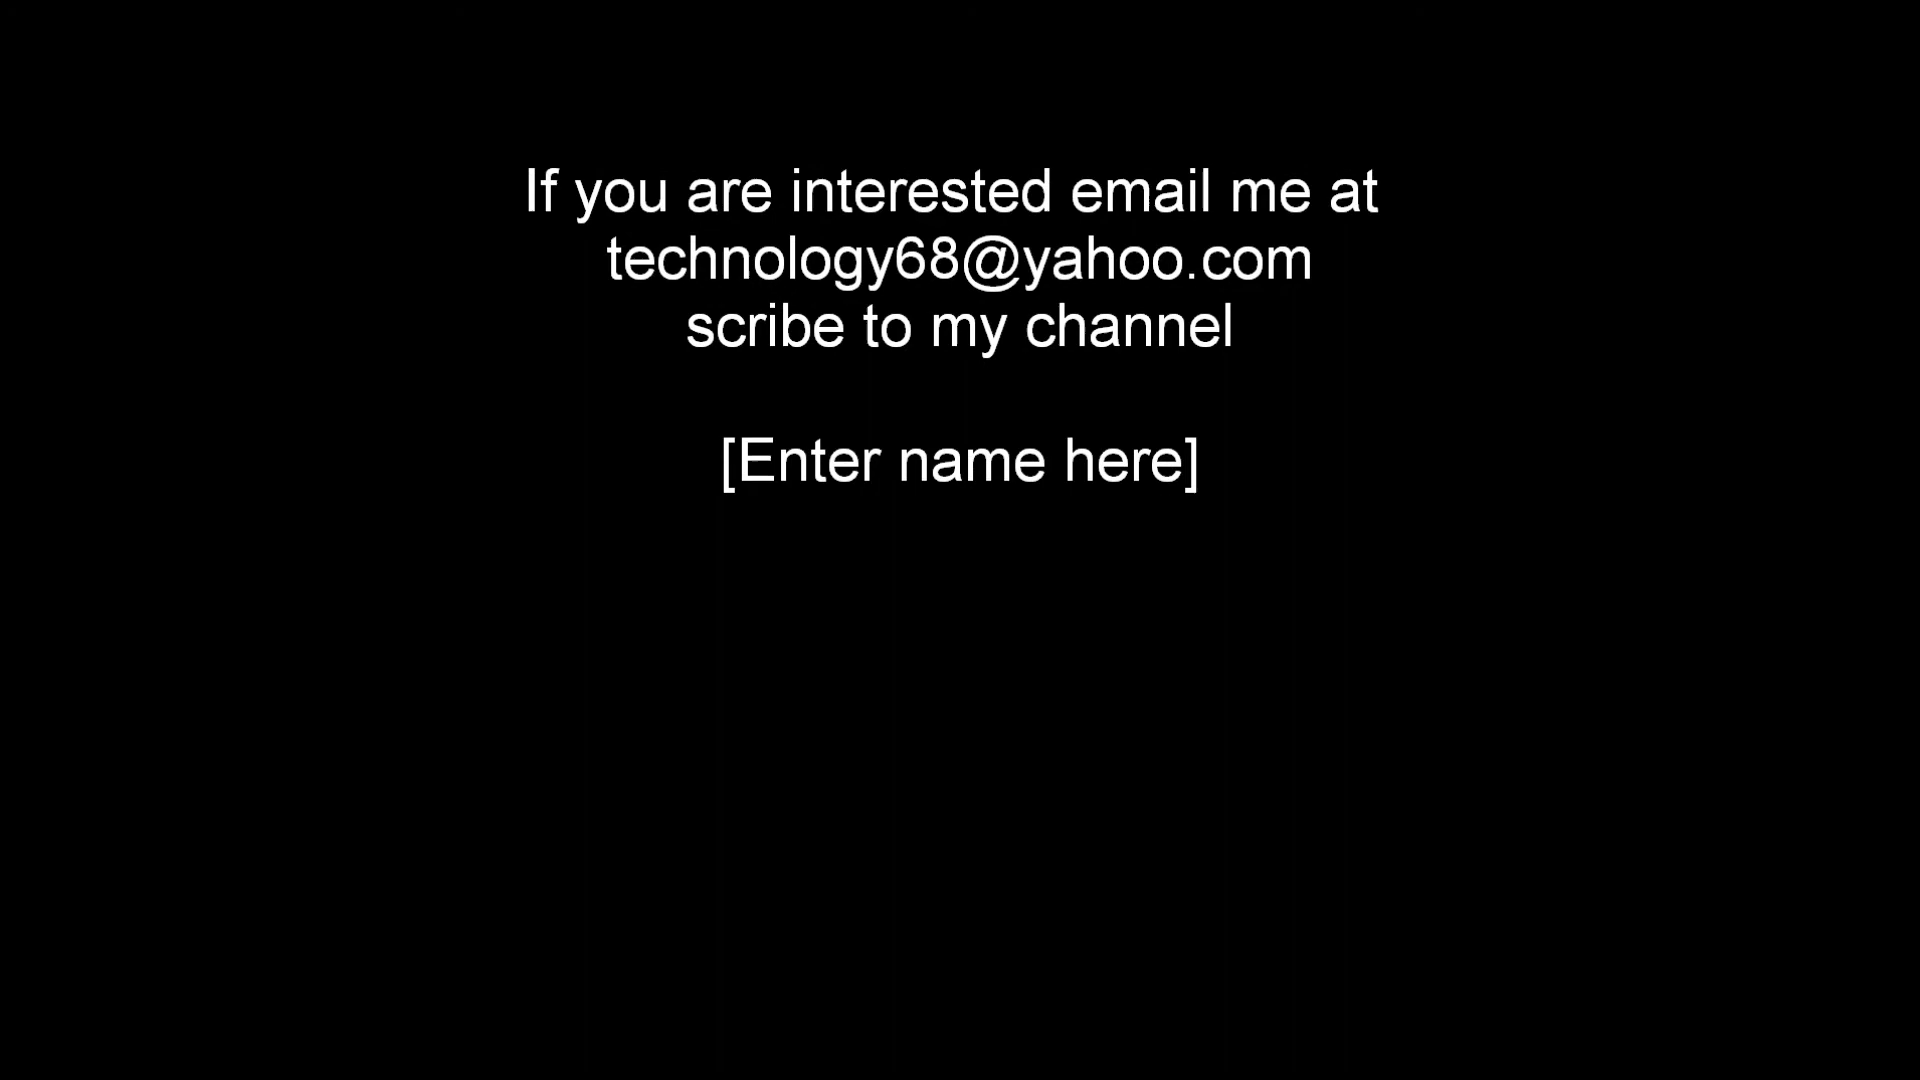 If you are interested email me at
technology68@yahoo.com
scribe to my channel
[Enter name here]